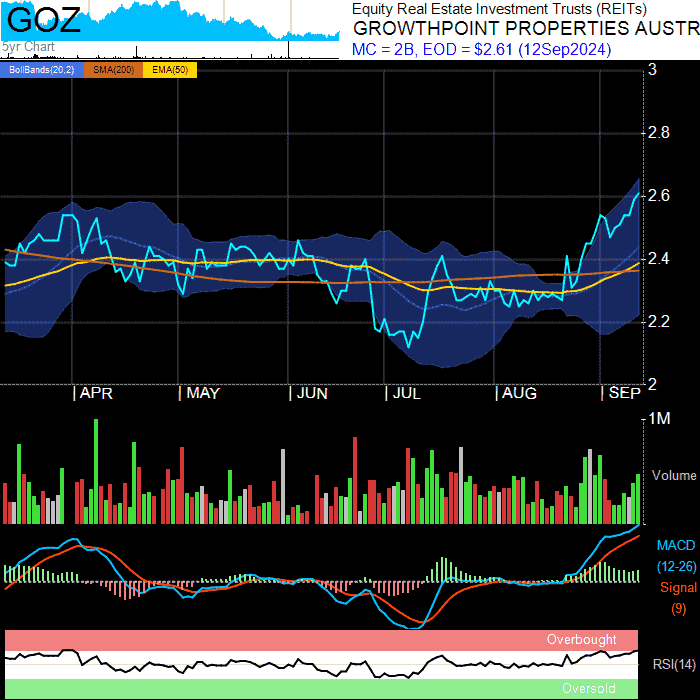 GOZ
5yr Chart
Equity Real Estate Investment Trusts (REITs)
GROWTHPOINT PROPERTIES AUSTR
MC = 2B, EOD = $2.61 (12Sep2024)
BollBands(20,2) SMA(200) EMA(50)
3
2.8
2.6
2.4
2.2
2
APR MAY JUN JUL AUG SEP
1M
Volume
MACD
(12-26)
Signal
(9)
Overbought
RSI(14)
Oversold